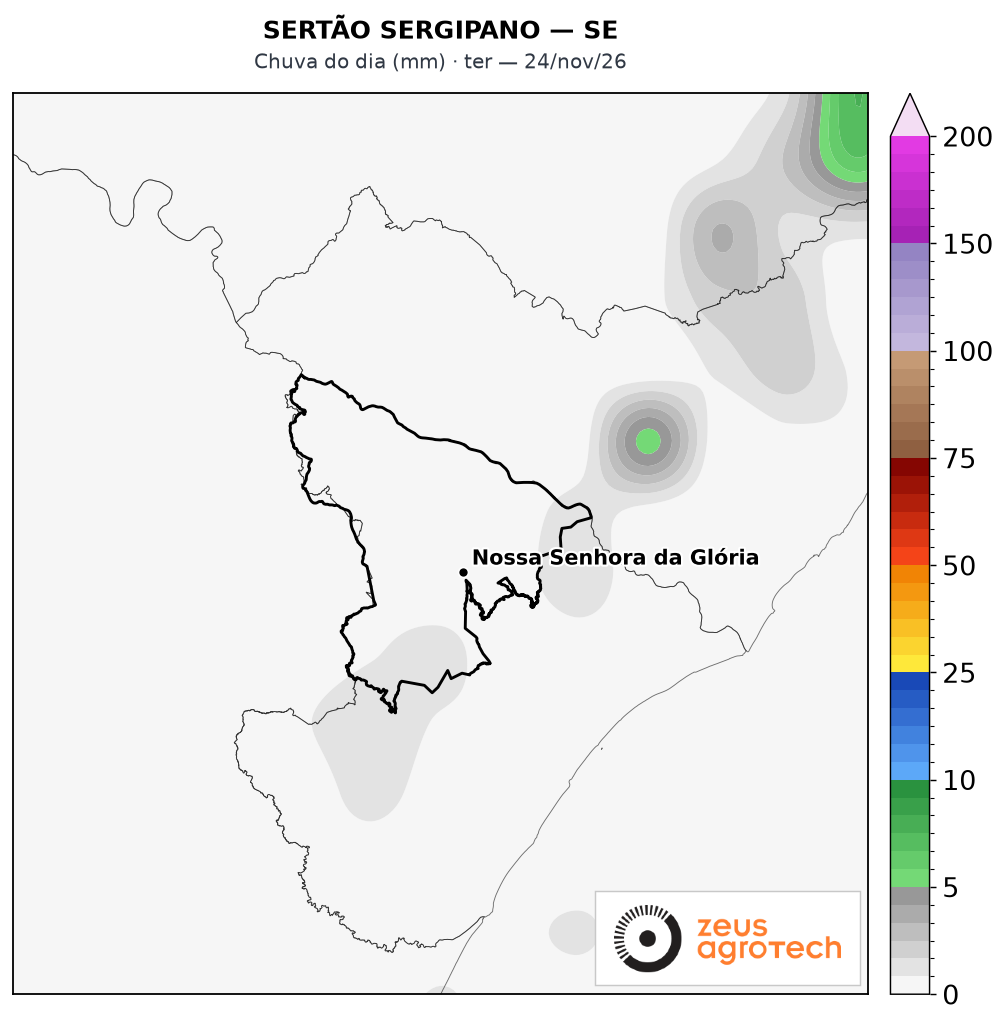 SERTÃO SERGIPANO — SE
Chuva do dia (mm) · ter — 24/nov/26
200
150
100
75
50
25
10
5
0
Nossa Senhora da Glória
zeus
agrotech